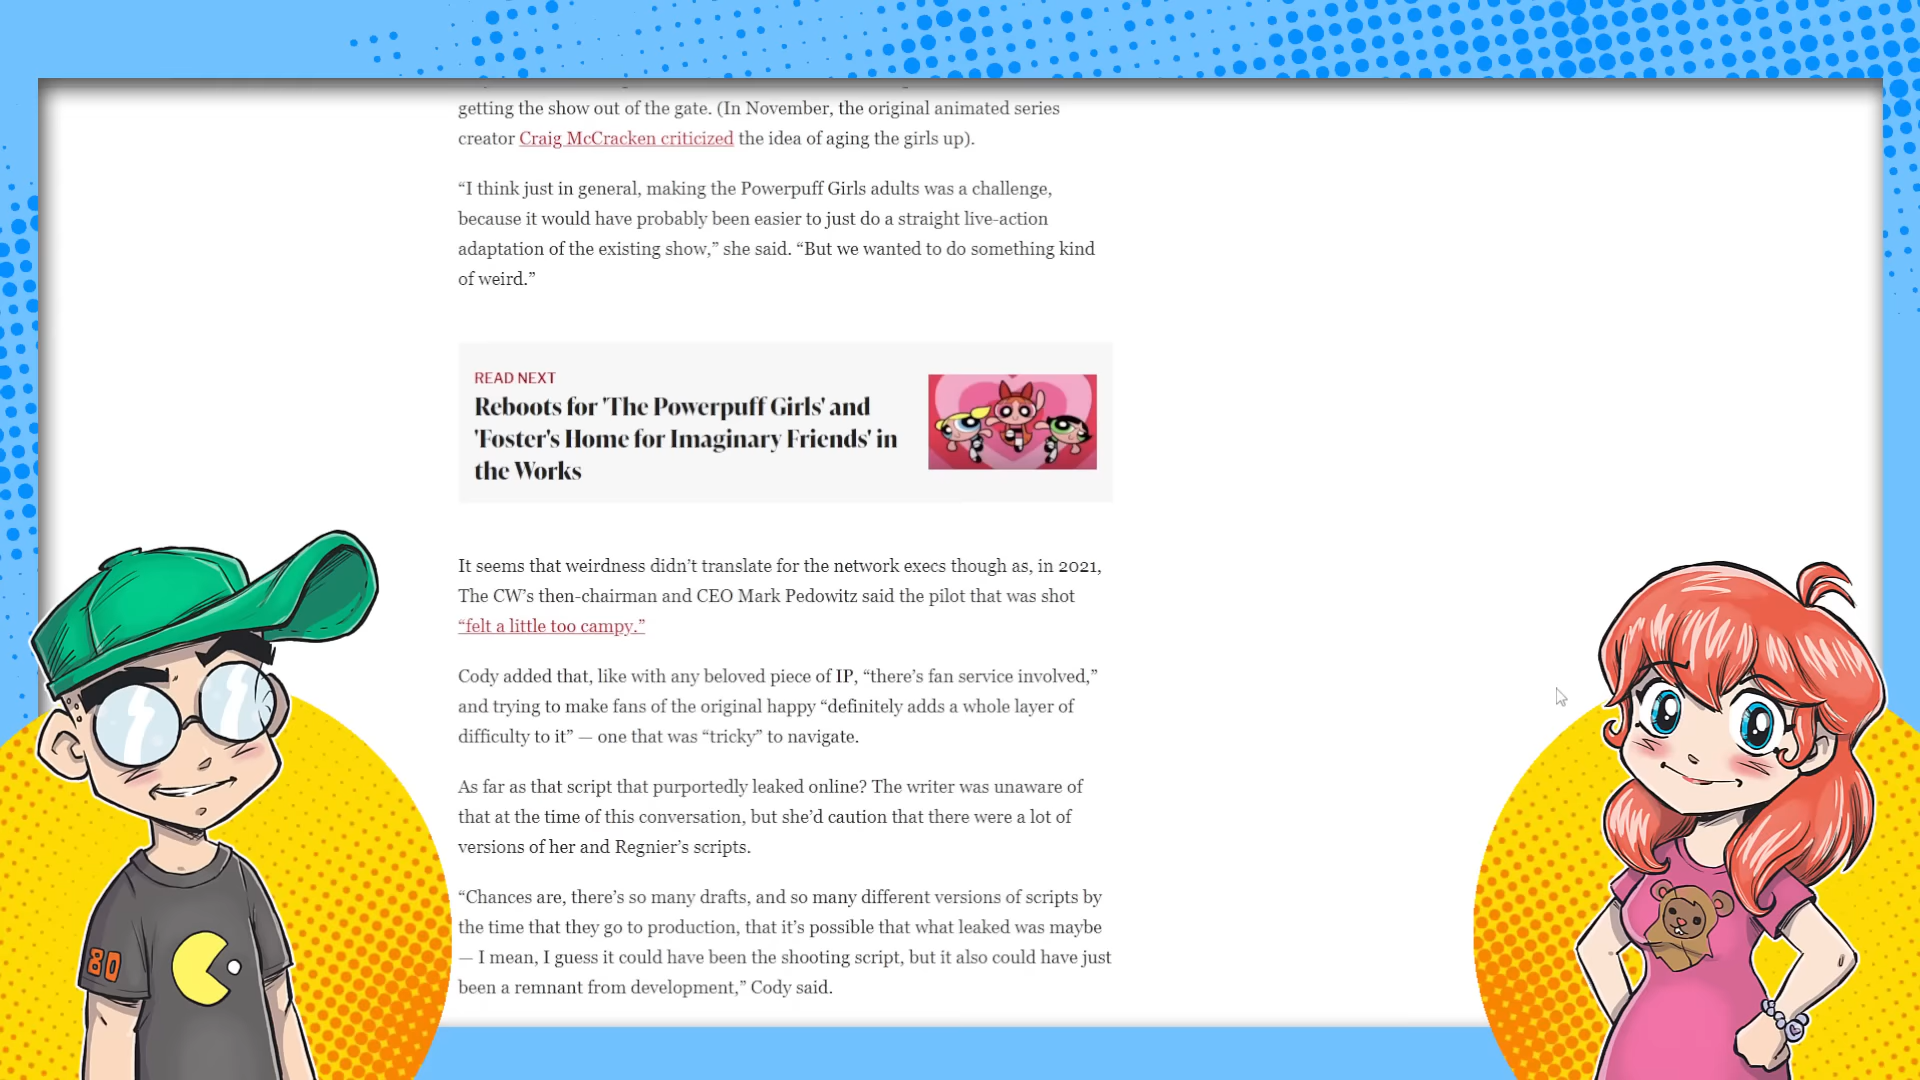 getting the show out of the gate. (In November, the original animated series
creator Craig McCracken criticized the idea of aging the girls up).
“I think just in general, making the Powerpuff Girls adults was a challenge,
because it would have probably been easier to just do a straight live-action
adaptation of the existing show,” she said. “But we wanted to do something kind
of weird.”
READ NEXT
Reboots for 'The Powerpuff Girls' and
'Foster's Home for Imaginary Friends' in
the Works
It seems that weirdness didn’t translate for the network execs though as, in 2021,
The CW’s then-chairman and CEO Mark Pedowitz said the pilot that was shot
“felt a little too campy.”
Cody added that, like with any beloved piece of IP, “there’s fan service involved,”
and trying to make fans of the original happy “definitely adds a whole layer of
difficulty to it” — one that was “tricky” to navigate.
As far as that script that purportedly leaked online? The writer was unaware of
that at the time of this conversation, but she’d caution that there were a lot of
versions of her and Regnier’s scripts.
“Chances are, there’s so many drafts, and so many different versions of scripts by
the time that they go to production, that it’s possible that what leaked was maybe
— I mean, I guess it could have been the shooting script, but it also could have just
been a remnant from development,” Cody said.
80